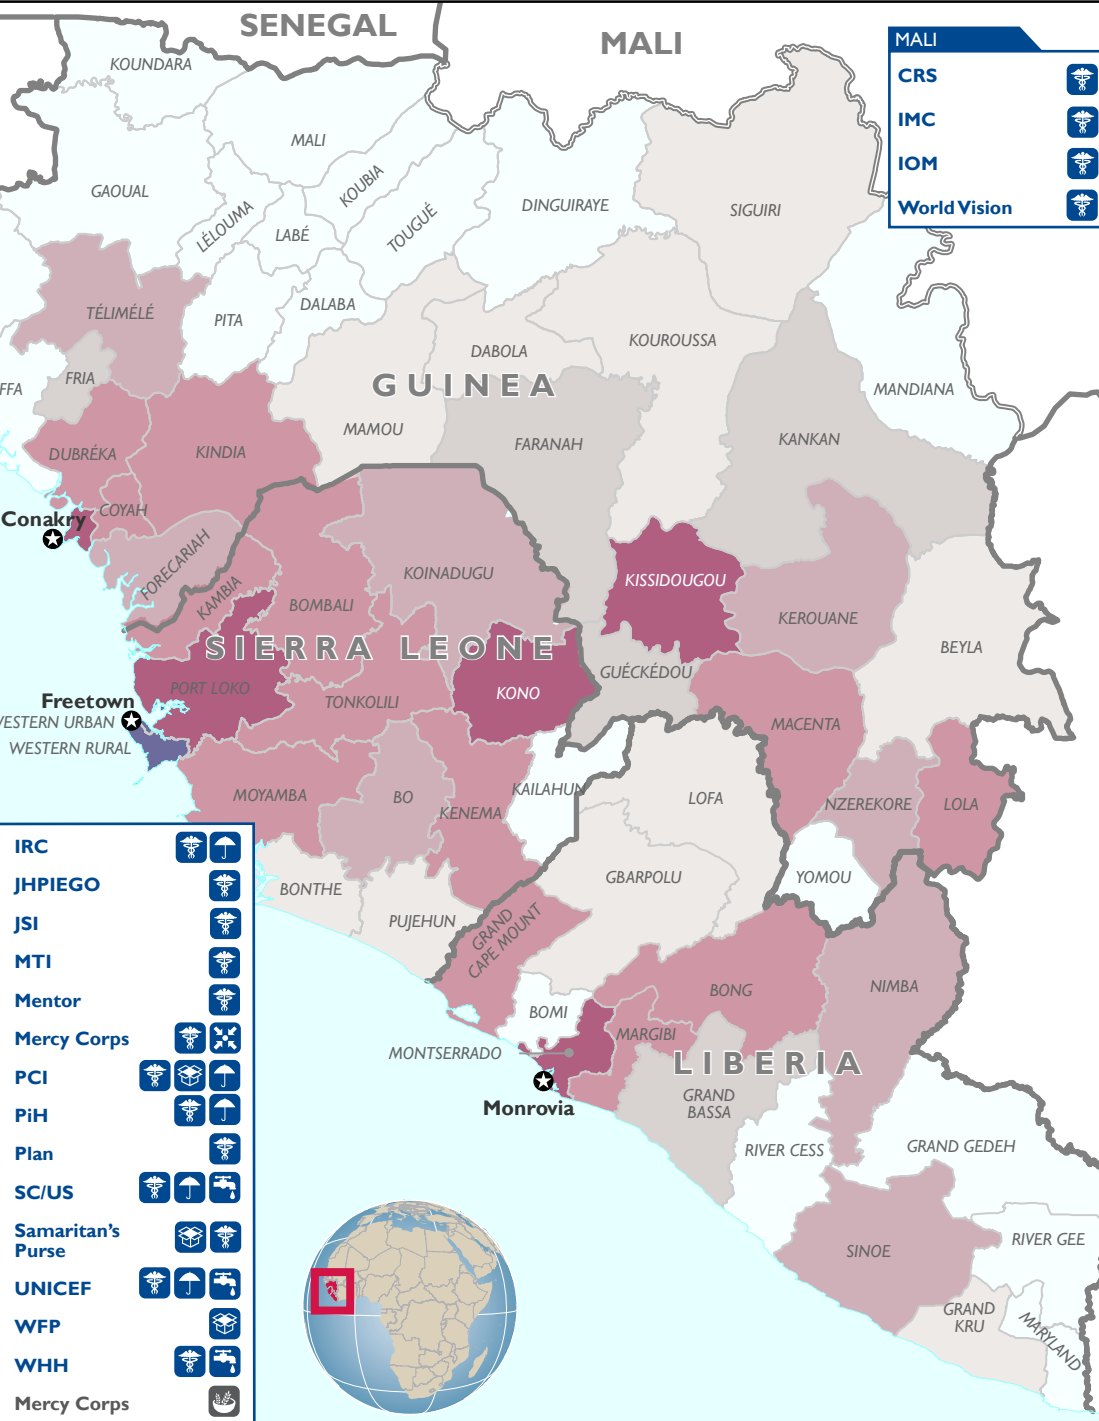 SENEGAL
MALI
MALI
CRS
IMC
IOM
World Vision
KOUNDARA
MALI
GAOUAL
KOUBIA
LÉLOUMA
LABÉ
TOUGUÉ
DINGUIRAYE
SIGUIRI
TÉLIMÉLÉ
PITA
DALABA
FFA
FRIA
DABOLA
KOUROUSSA
GUINEA
MANDIANA
MAMOU
FARANAH
KANKAN
DUBRÉKA
KINDIA
COYAH
Conakry
FORECARIAH
KAMBIA
BOMBALI
KOINADUGU
KISSIDOUGOU
KEROUANE
BEYLA
SIERRA LEONE
GUÉCKÉDOU
PORT LOKO
KONO
TONKOLILI
Freetown
WESTERN URBAN
WESTERN RURAL
MACENTA
MOYAMBA
BO
KENEMA
KAILAHUN
LOFA
NZEREKORE
LOLA
BONTHE
PUJEHUN
GBARPOLU
YOMOU
GRAND
CAPE MOUNT
BOMI
BONG
NIMBA
MARGIBI
MONTSERRADO
LIBERIA
Monrovia
GRAND
BASSA
RIVER CESS
GRAND GEDEH
SINOE
RIVER GEE
GRAND
KRU
MARYLAND
IRC
JHPIEGO
JSI
MTI
Mentor
Mercy Corps
PCI
PiH
Plan
SC/US
Samaritan's
Purse
UNICEF
WFP
WHH
Mercy Corps